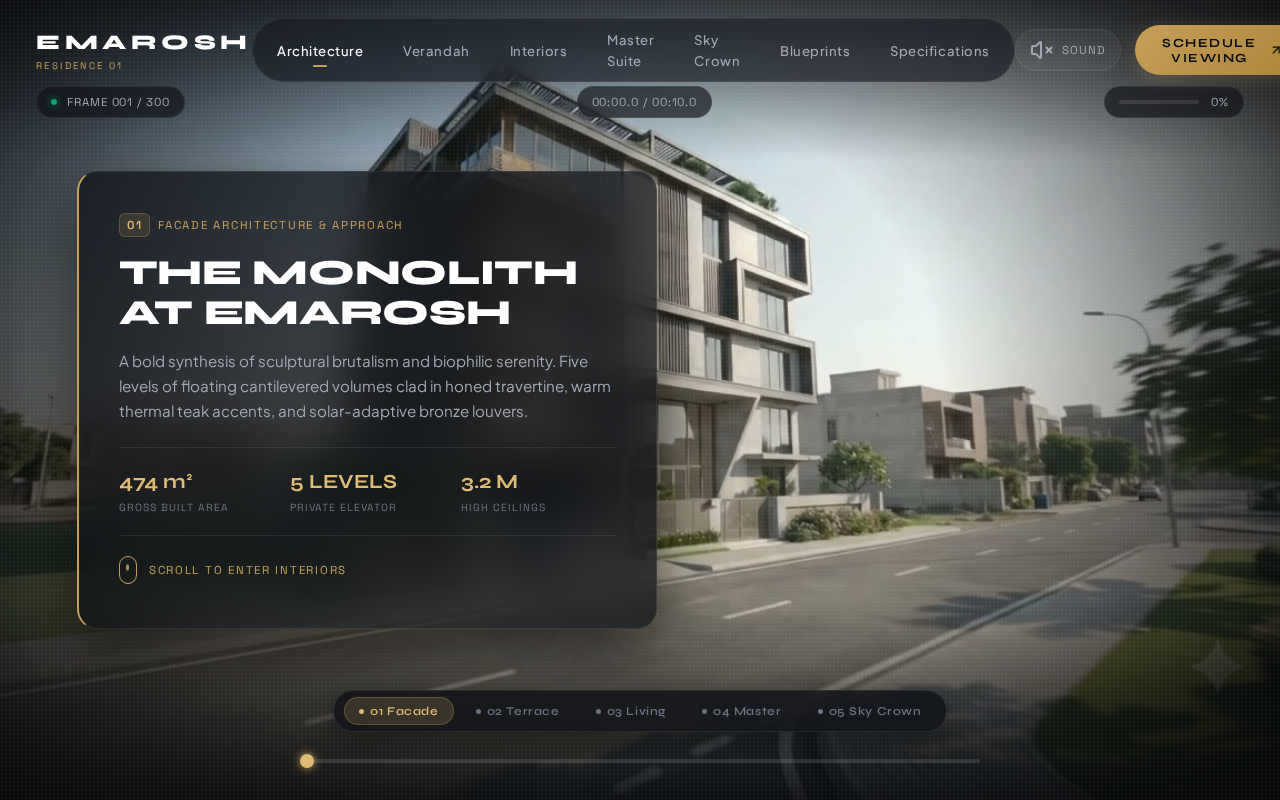 EMAROSH
RESIDENCE 01
Architecture
Verandah
Interiors
Master
Suite
Sky
Crown
Blueprints
Specifications
SOUND
SCHEDULE
VIEWING
FRAME 001 / 300
00:00.0 / 00:10.0
0%
01 FACADE ARCHITECTURE & APPROACH
THE MONOLITH
AT EMAROSH
A bold synthesis of sculptural brutalism and biophilic serenity. Five
levels of floating cantilevered volumes clad in honed travertine, warm
thermal teak accents, and solar-adaptive bronze louvers.
474 m²
GROSS BUILT AREA
5 LEVELS
PRIVATE ELEVATOR
3.2 M
HIGH CEILINGS
SCROLL TO ENTER INTERIORS
01 Facade
02 Terrace
03 Living
04 Master
05 Sky Crown